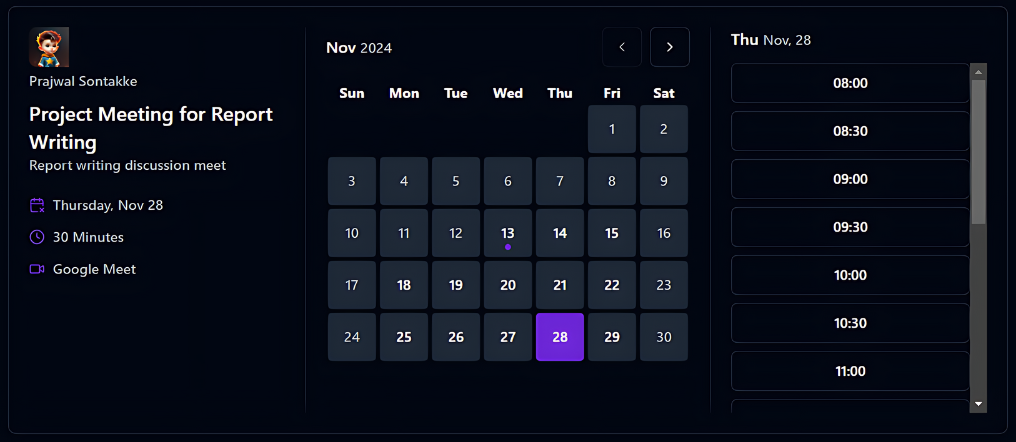 Prajwal Sontakke
Project Meeting for Report
Writing
Report writing discussion meet
Thursday, Nov 28
30 Minutes
Google Meet
Nov 2024
Sun Mon Tue Wed Thu Fri Sat
1 2
3 4 5 6 7 8 9
10 11 12 13 14 15 16
17 18 19 20 21 22 23
24 25 26 27 28 29 30
Thu Nov, 28
08:00
08:30
09:00
09:30
10:00
10:30
11:00